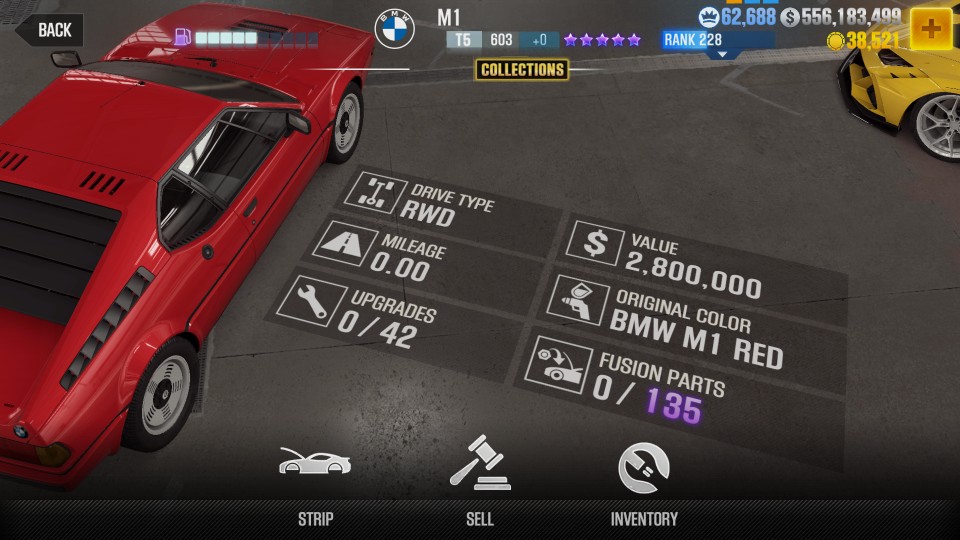 BACK
BMW
M1
T5 603 +0
RANK 228
62,688
$ 556,183,499
38,521
COLLECTIONS
DRIVE TYPE
RWD
MILEAGE
0.00
UPGRADES
0/42
$ VALUE
2,800,000
ORIGINAL COLOR
BMW M1 RED
FUSION PARTS
0/135
STRIP
SELL
INVENTORY